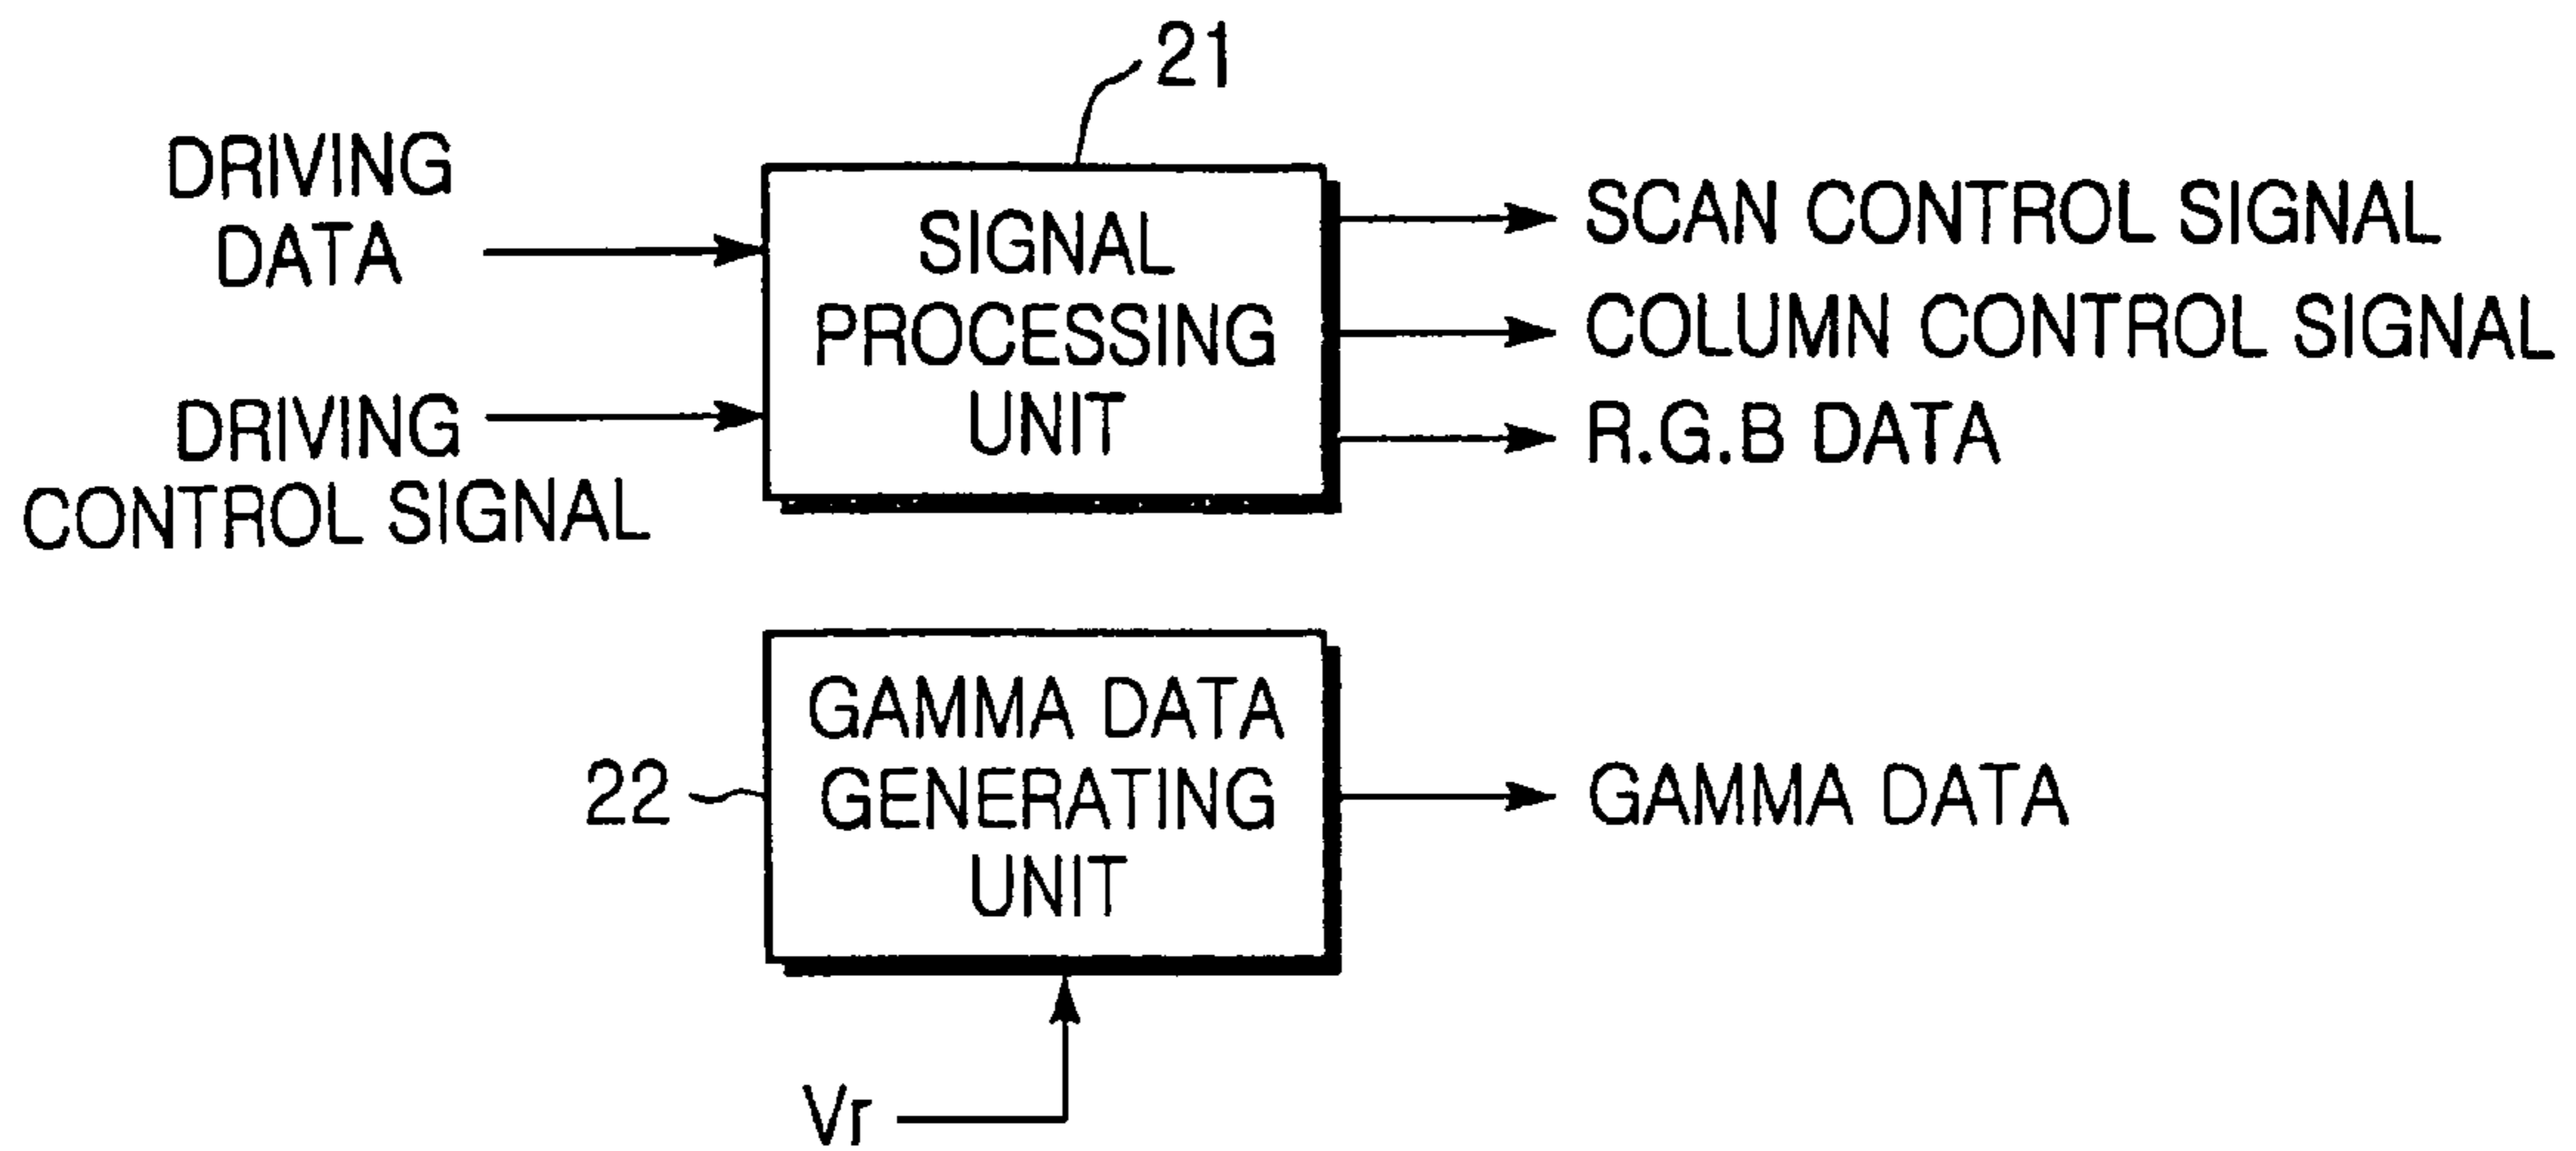 21
DRIVING
DATA
DRIVING
CONTROL SIGNAL
SIGNAL
PROCESSING
UNIT
SCAN CONTROL SIGNAL
COLUMN CONTROL SIGNAL
R.G.B DATA
22
GAMMA DATA
GENERATING
UNIT
GAMMA DATA
Vr